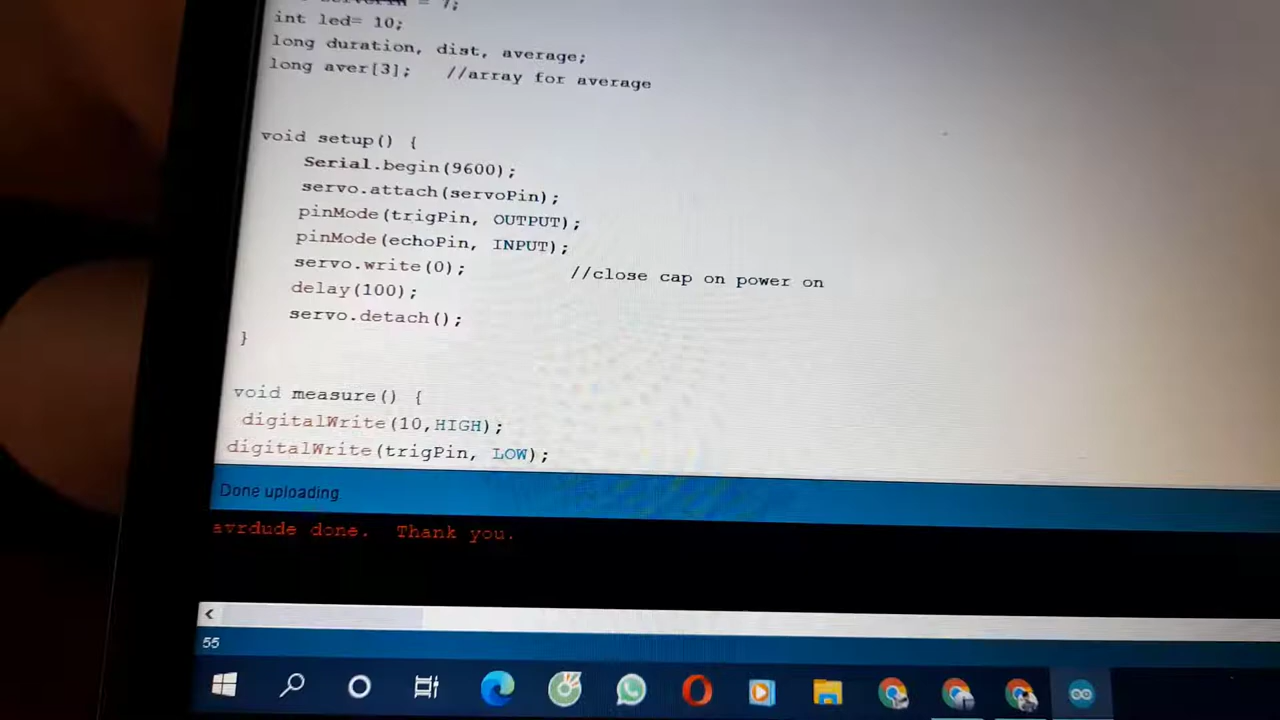 = 7;
int led= 10;
long duration, dist, average;
long aver[3]; //array for average
void setup() {
Serial.begin(9600);
servo.attach(servoPin);
pinMode(trigPin, OUTPUT);
pinMode(echoPin, INPUT);
servo.write(0); //close cap on power on
delay(100);
servo.detach();
}
void measure() {
digitalWrite(10,HIGH);
digitalWrite(trigPin, LOW);
Done uploading.
avrdude done. Thank you.
55